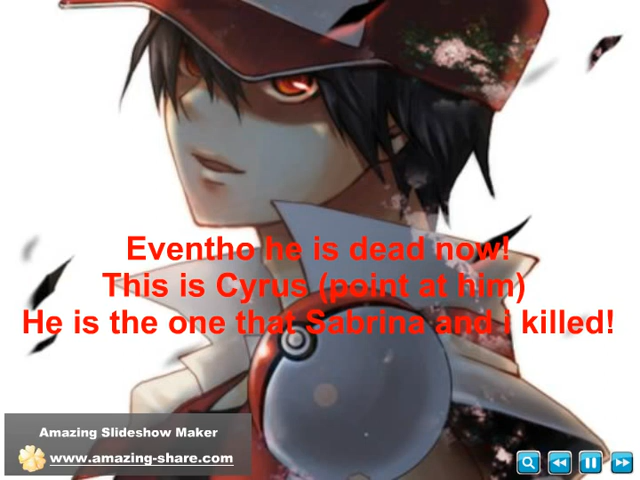 Eventho he is dead now!
This is Cyrus (point at him)
He is the one that Sabrina and i killed!
Amazing Slideshow Maker
www.amazing-share.com